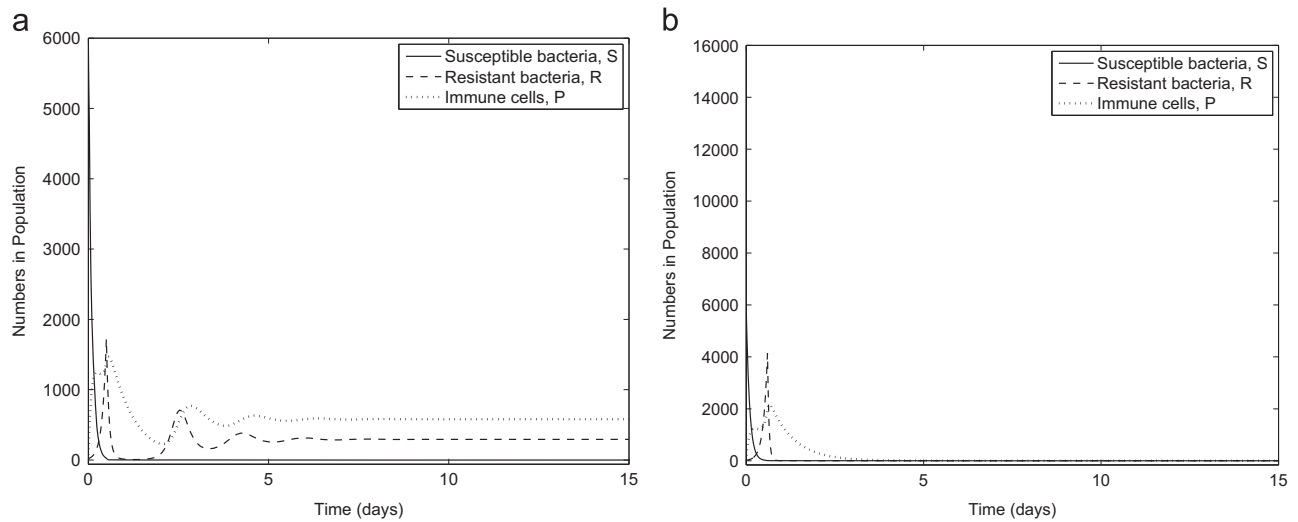 a
6000
5000
4000
3000
2000
1000
0
Numbers in Population
0 5 10 15
Time (days)
Susceptible bacteria, S
Resistant bacteria, R
Immune cells, P
b
16000
14000
12000
10000
8000
6000
4000
2000
0
Numbers in Population
0 5 10 15
Time (days)
Susceptible bacteria, S
Resistant bacteria, R
Immune cells, P